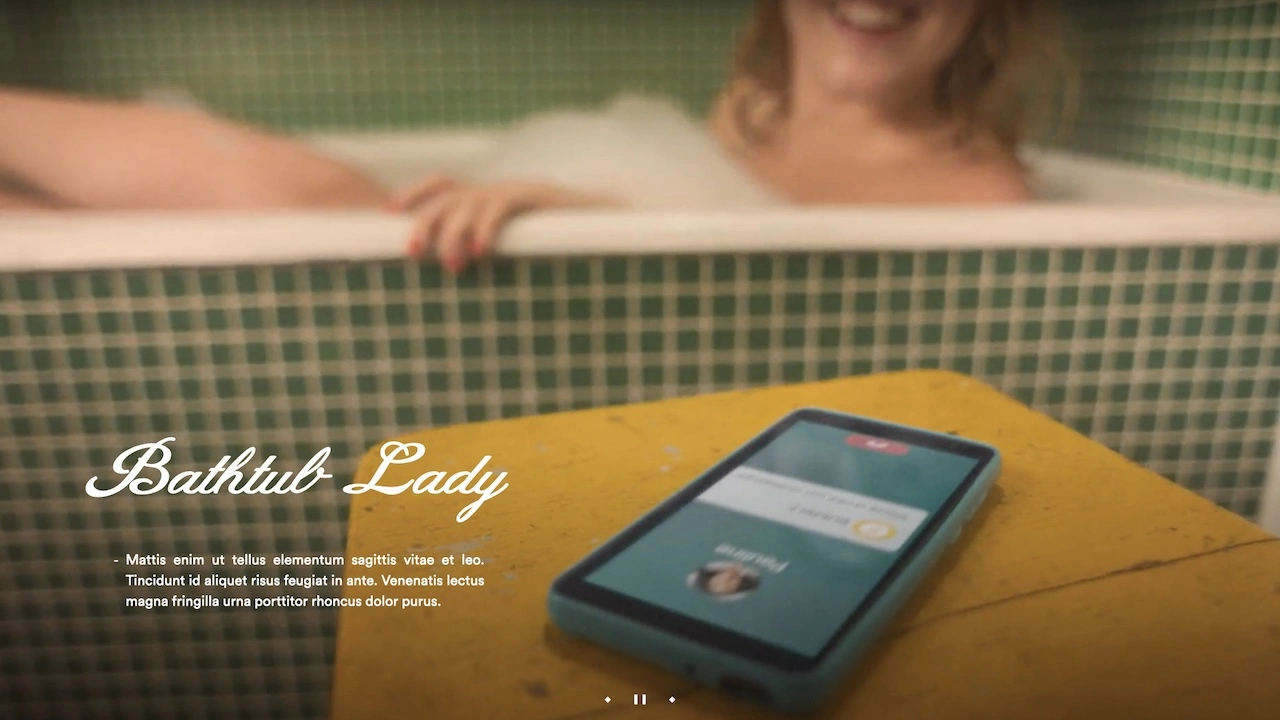 Bathtub Lady
- Mattis enim ut tellus elementum sagittis vitae et leo.
Tincidunt id aliquet risus feugiat in ante. Venenatis lectus
magna fringilla urna porttitor rhoncus dolor purus.
Pauline